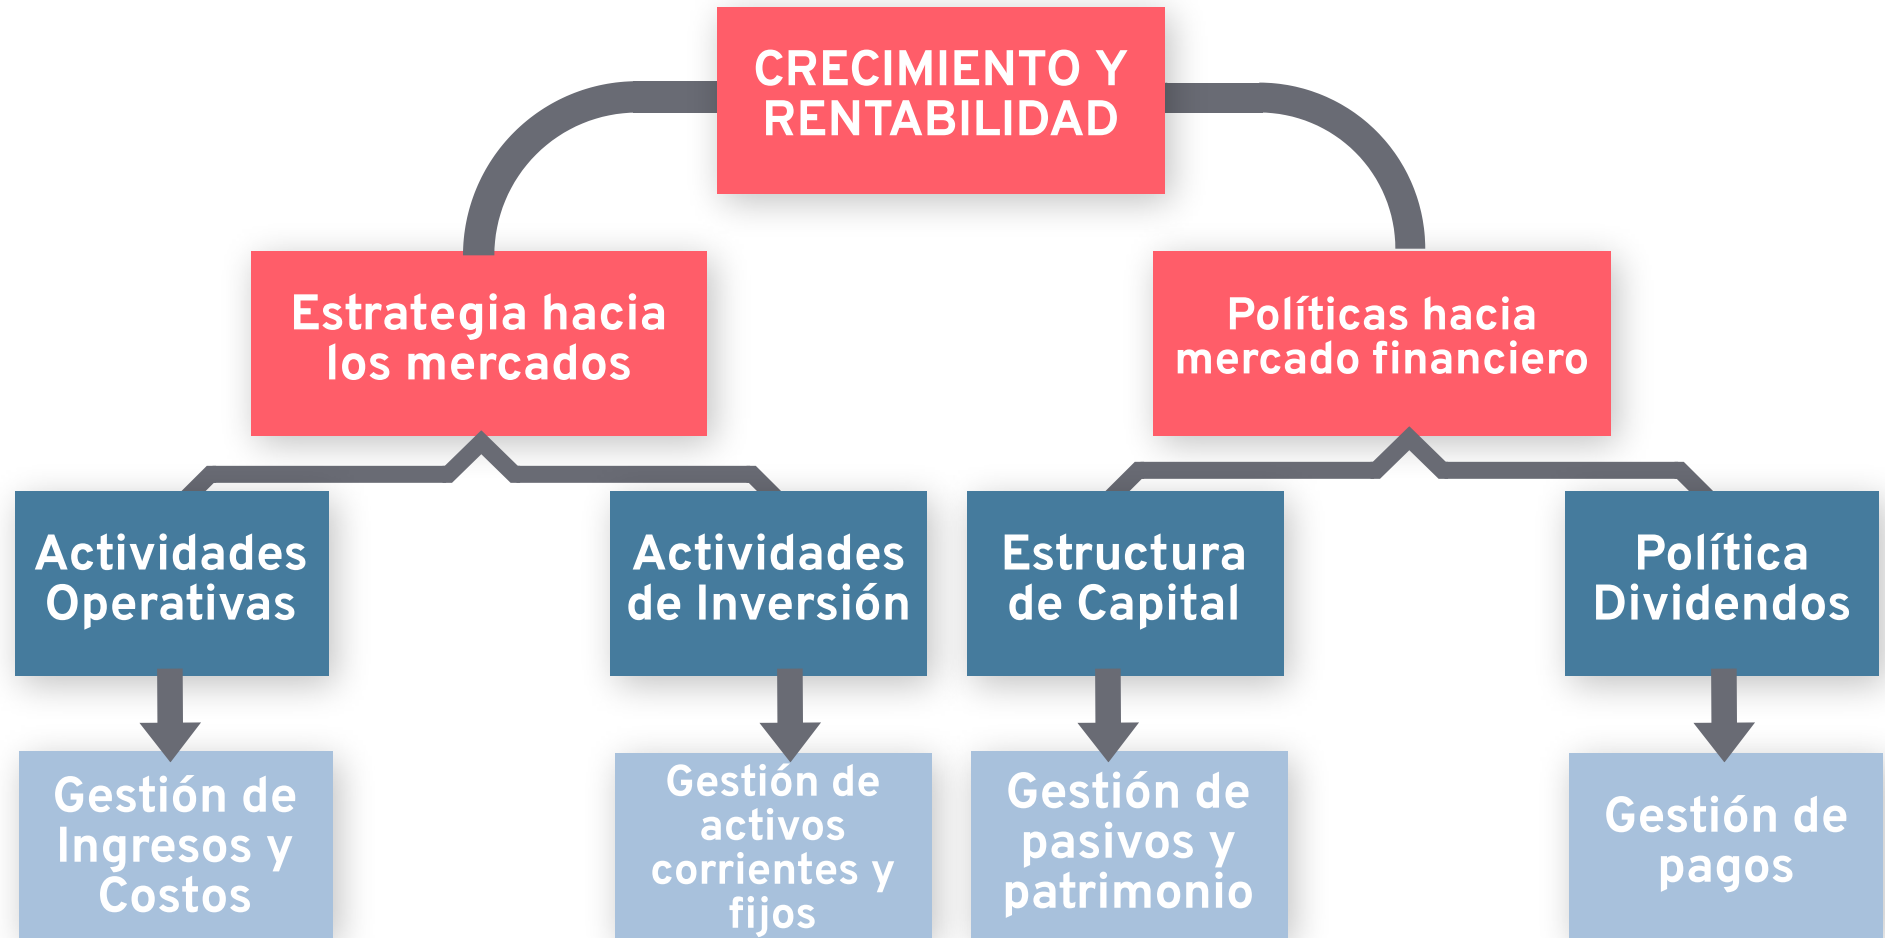 CRECIMIENTO Y
RENTABILIDAD
Estrategia hacia
los mercados
Políticas hacia
mercado financiero
Actividades
Operativas
Actividades
de Inversión
Estructura
de Capital
Política
Dividendos
Gestión de
Ingresos y
Costos
Gestión de
activos
corrientes y
fijos
Gestión de
pasivos y
patrimonio
Gestión de
pagos